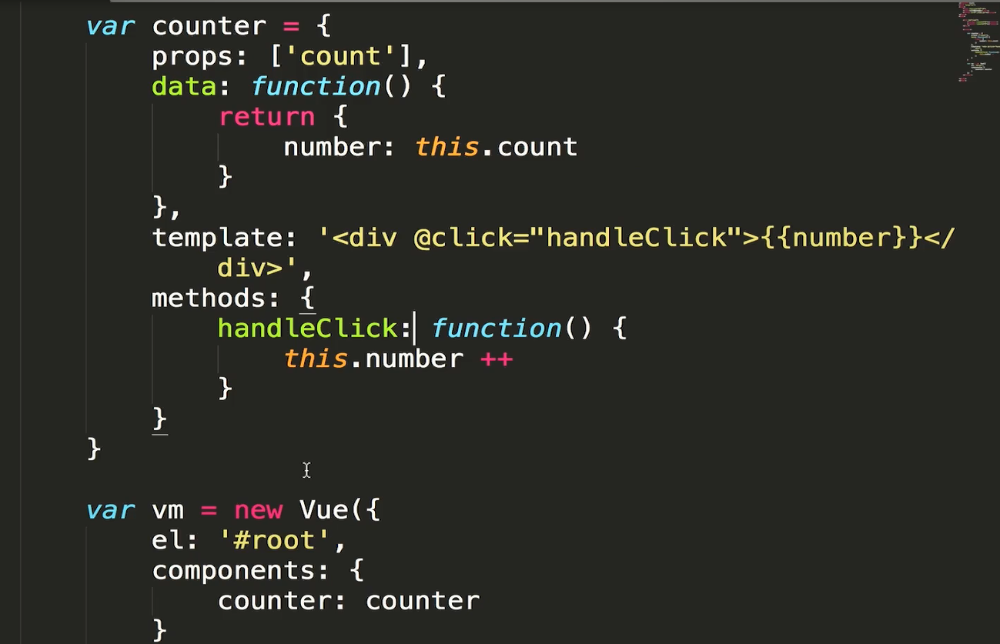 var counter = {
props: ['count'],
data: function() {
return {
number: this.count
}
},
template: '<div @click="handleClick">{{number}}</
div>',
methods: {
handleClick: function() {
this.number ++
}
}
}
var vm = new Vue({
el: '#root',
components: {
counter: counter
}